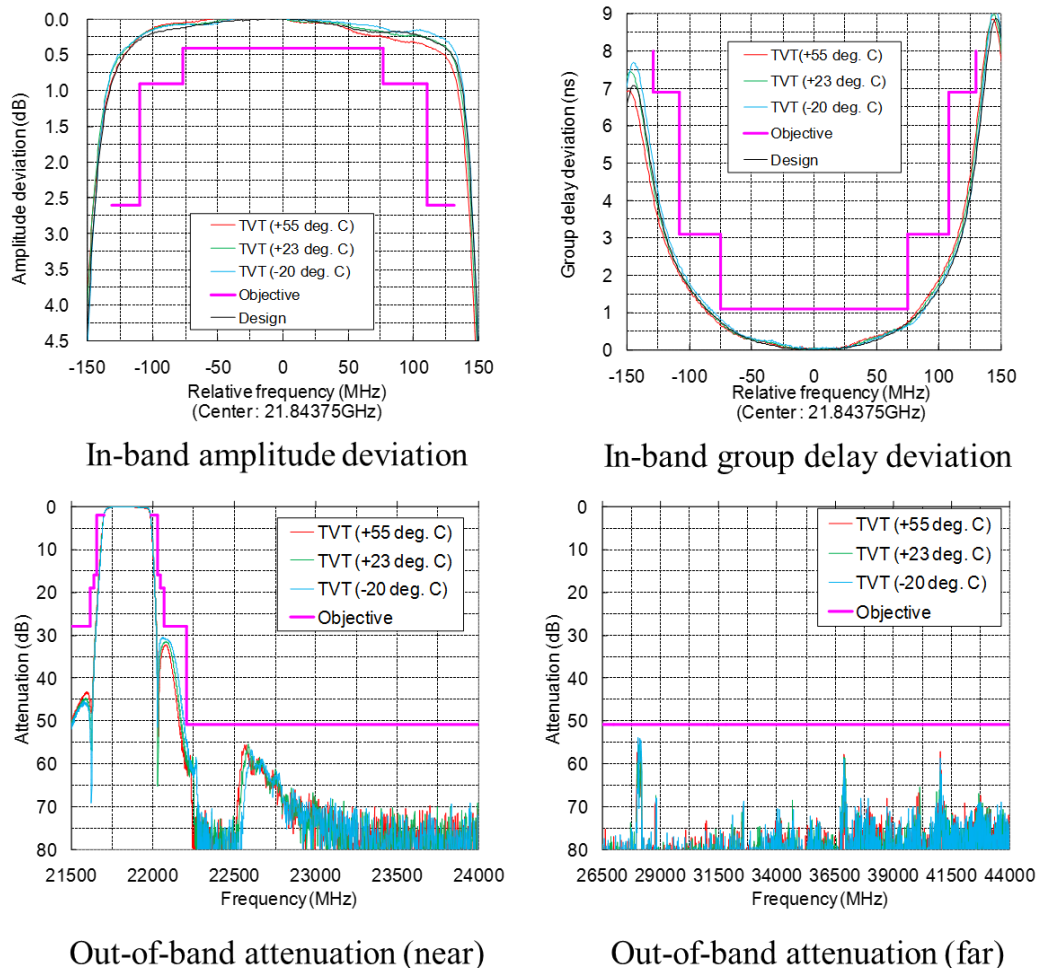 0.0
0.5
1.0
1.5
2.0
2.5
3.0
3.5
4.0
4.5
Amplitude deviation (dB)
TVT (+55 deg. C)
TVT (+23 deg. C)
TVT (-20 deg. C)
Objective
Design
-150 -100 -50 0 50 100 150
Relative frequency (MHz)
(Center : 21.84375GHz)
In-band amplitude deviation
9
8
7
6
5
4
3
2
1
0
Group delay deviation (ns)
TVT (+55 deg. C)
TVT (+23 deg. C)
TVT (-20 deg. C)
Objective
Design
-150 -100 -50 0 50 100 150
Relative frequency (MHz)
(Center : 21.84375GHz)
In-band group delay deviation
0
10
20
30
40
50
60
70
80
Attenuation (dB)
TVT (+55 deg. C)
TVT (+23 deg. C)
TVT (-20 deg. C)
Objective
21500 22000 22500 23000 23500 24000
Frequency (MHz)
Out-of-band attenuation (near)
0
10
20
30
40
50
60
70
80
Attenuation (dB)
TVT (+55 deg. C)
TVT (+23 deg. C)
TVT (-20 deg. C)
Objective
26500 29000 31500 34000 36500 39000 41500 44000
Frequency (MHz)
Out-of-band attenuation (far)